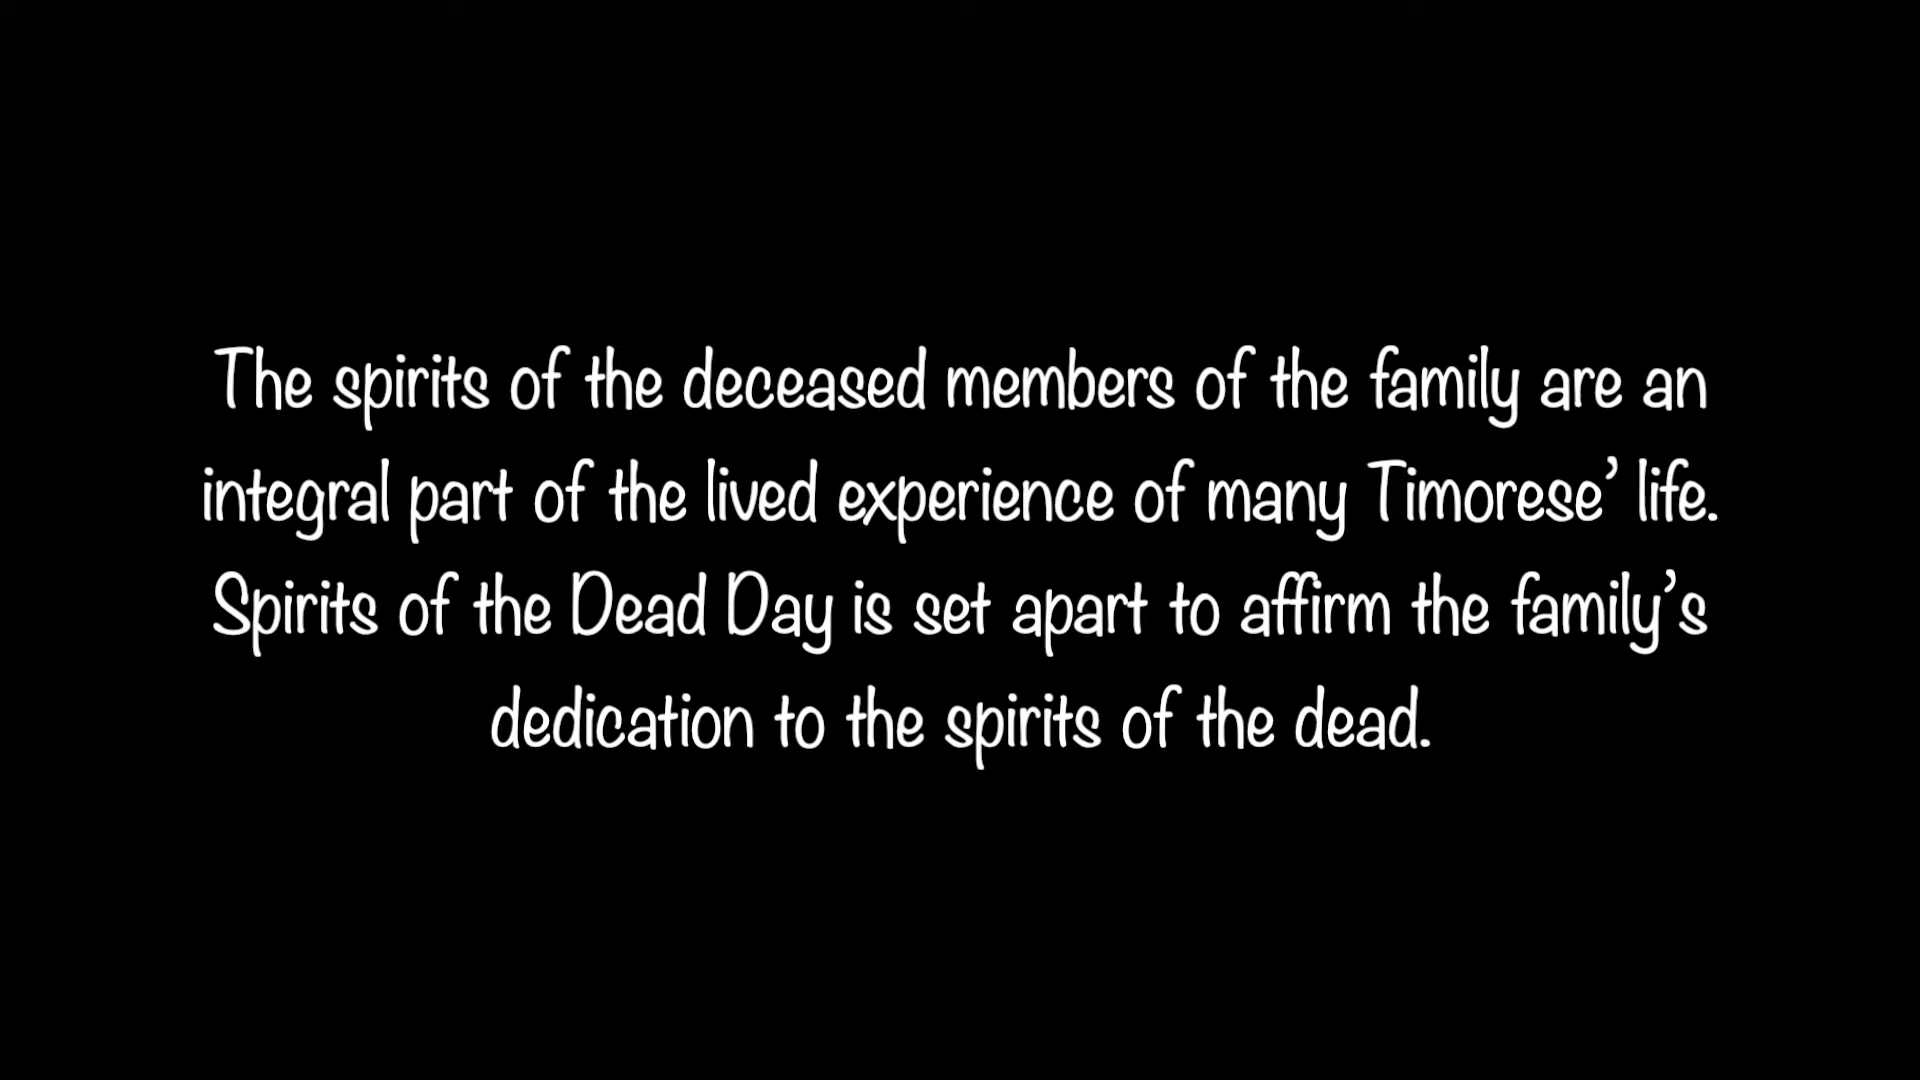 The spirits of the deceased members of the family are an
integral part of the lived experience of many Timorese’ life.
Spirits of the Dead Day is set apart to affirm the family’s
dedication to the spirits of the dead.